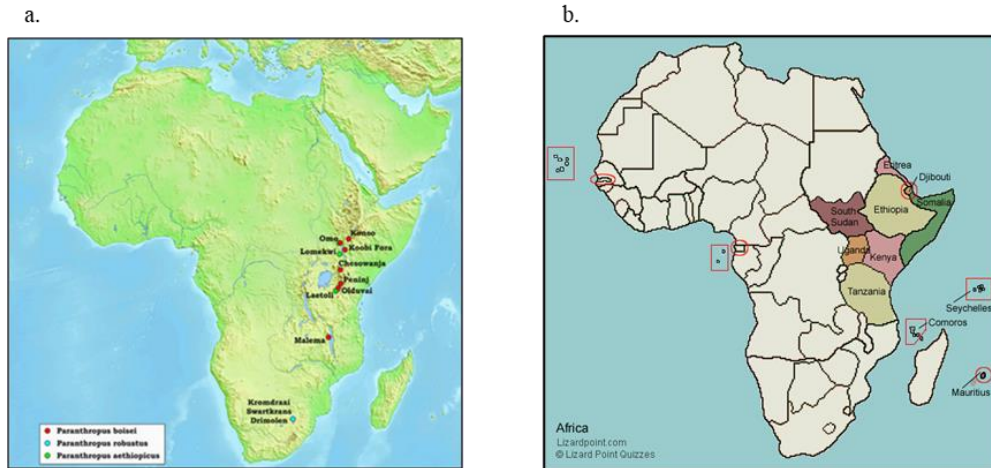 a.
Omo
Konso
Lomekwi
Koobi Fora
Chesowanja
Peninj
Laetoli
Olduvai
Malema
Kromdraai
Swartkrans
Drimolen
Paranthropus boisei
Paranthropus robustus
Paranthropus aethiopicus
b.
Eritrea
Djibouti
Somalia
South
Sudan
Ethiopia
Uganda
Kenya
Tanzania
Seychelles
Comoros
Mauritius
Africa
Lizardpoint.com
© Lizard Point Quizzes